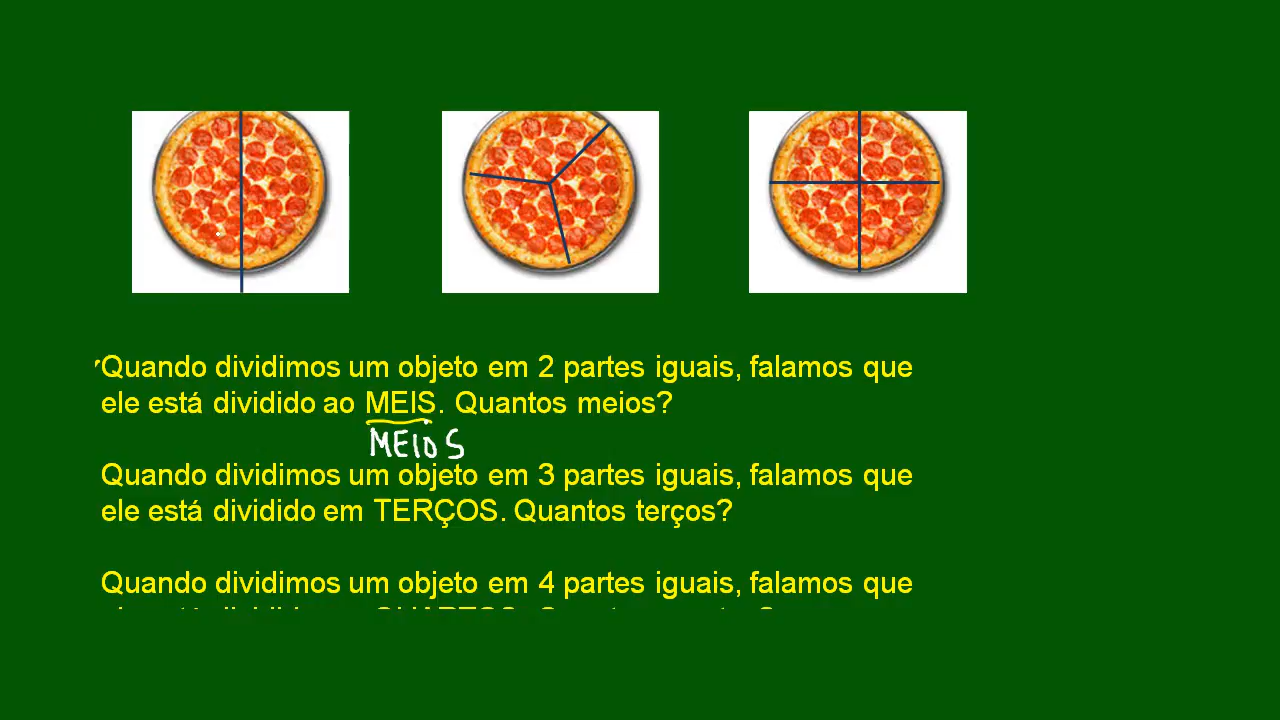 Quando dividimos um objeto em 2 partes iguais, falamos que
ele está dividido ao MEIS. Quantos meios?
MEIOS
Quando dividimos um objeto em 3 partes iguais, falamos que
ele está dividido em TERÇOS. Quantos terços?
Quando dividimos um objeto em 4 partes iguais, falamos que